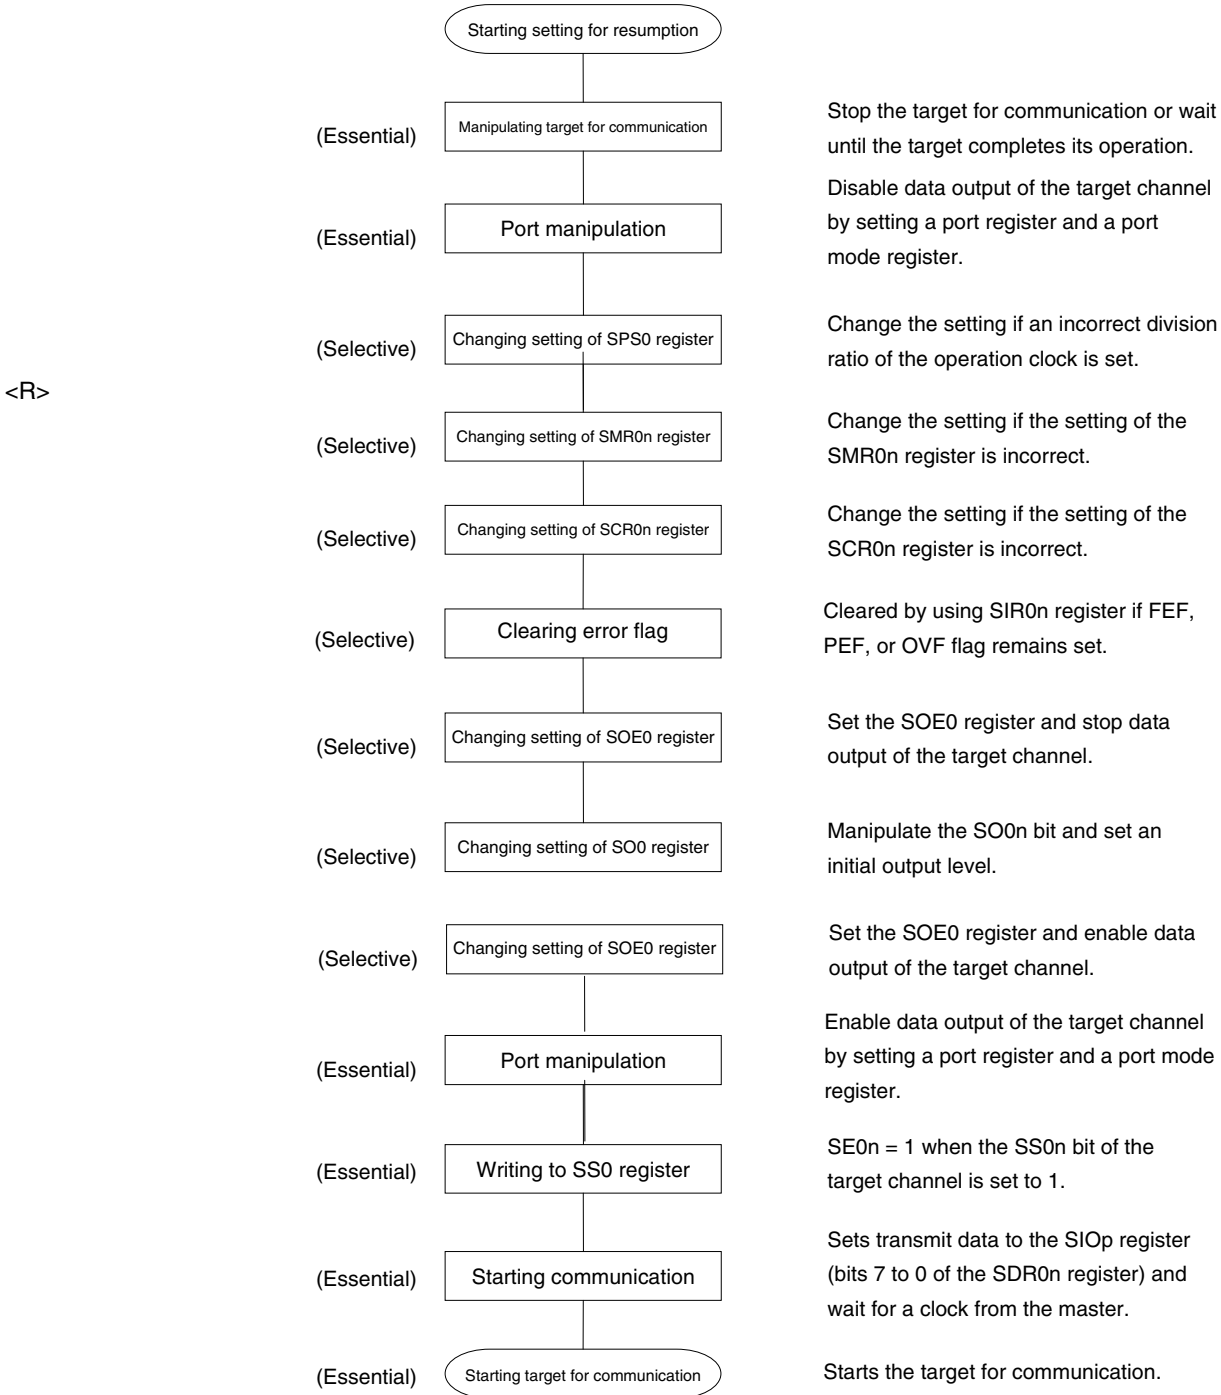 Starting setting for resumption
(Essential)
Manipulating target for communication
Stop the target for communication or wait
until the target completes its operation.
(Essential)
Port manipulation
Disable data output of the target channel
by setting a port register and a port
mode register.
(Selective)
Changing setting of SPS0 register
Change the setting if an incorrect division
ratio of the operation clock is set.
<R>
(Selective)
Changing setting of SMR0n register
Change the setting if the setting of the
SMR0n register is incorrect.
(Selective)
Changing setting of SCR0n register
Change the setting if the setting of the
SCR0n register is incorrect.
(Selective)
Clearing error flag
Cleared by using SIR0n register if FEF,
PEF, or OVF flag remains set.
(Selective)
Changing setting of SOE0 register
Set the SOE0 register and stop data
output of the target channel.
(Selective)
Changing setting of SO0 register
Manipulate the SO0n bit and set an
initial output level.
(Selective)
Changing setting of SOE0 register
Set the SOE0 register and enable data
output of the target channel.
(Essential)
Port manipulation
Enable data output of the target channel
by setting a port register and a port mode
register.
(Essential)
Writing to SS0 register
SE0n = 1 when the SS0n bit of the
target channel is set to 1.
(Essential)
Starting communication
Sets transmit data to the SIOp register
(bits 7 to 0 of the SDR0n register) and
wait for a clock from the master.
(Essential)
Starting target for communication
Starts the target for communication.